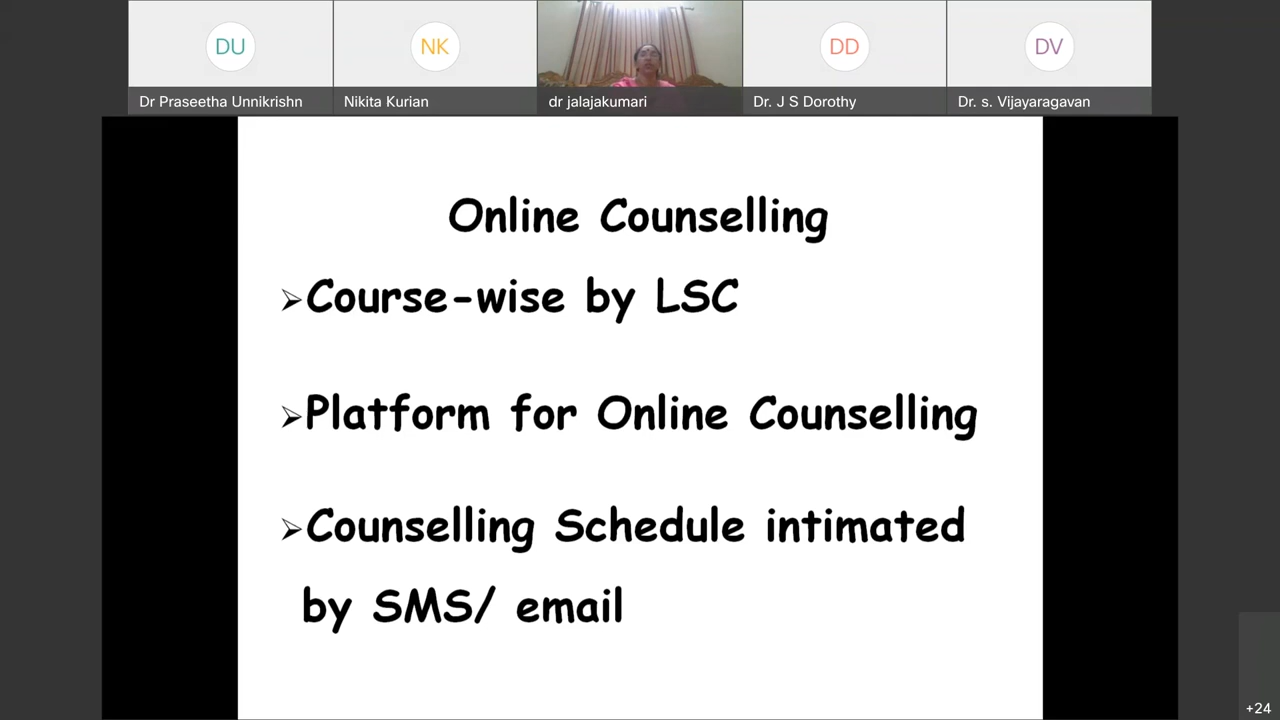 DU NK DD DV
Dr Praseetha Unnikrishn Nikita Kurian dr jalajakumari Dr. J S Dorothy Dr. s. Vijayaragavan
Online Counselling
➢Course-wise by LSC
➢Platform for Online Counselling
➢Counselling Schedule intimated
by SMS/ email
+24